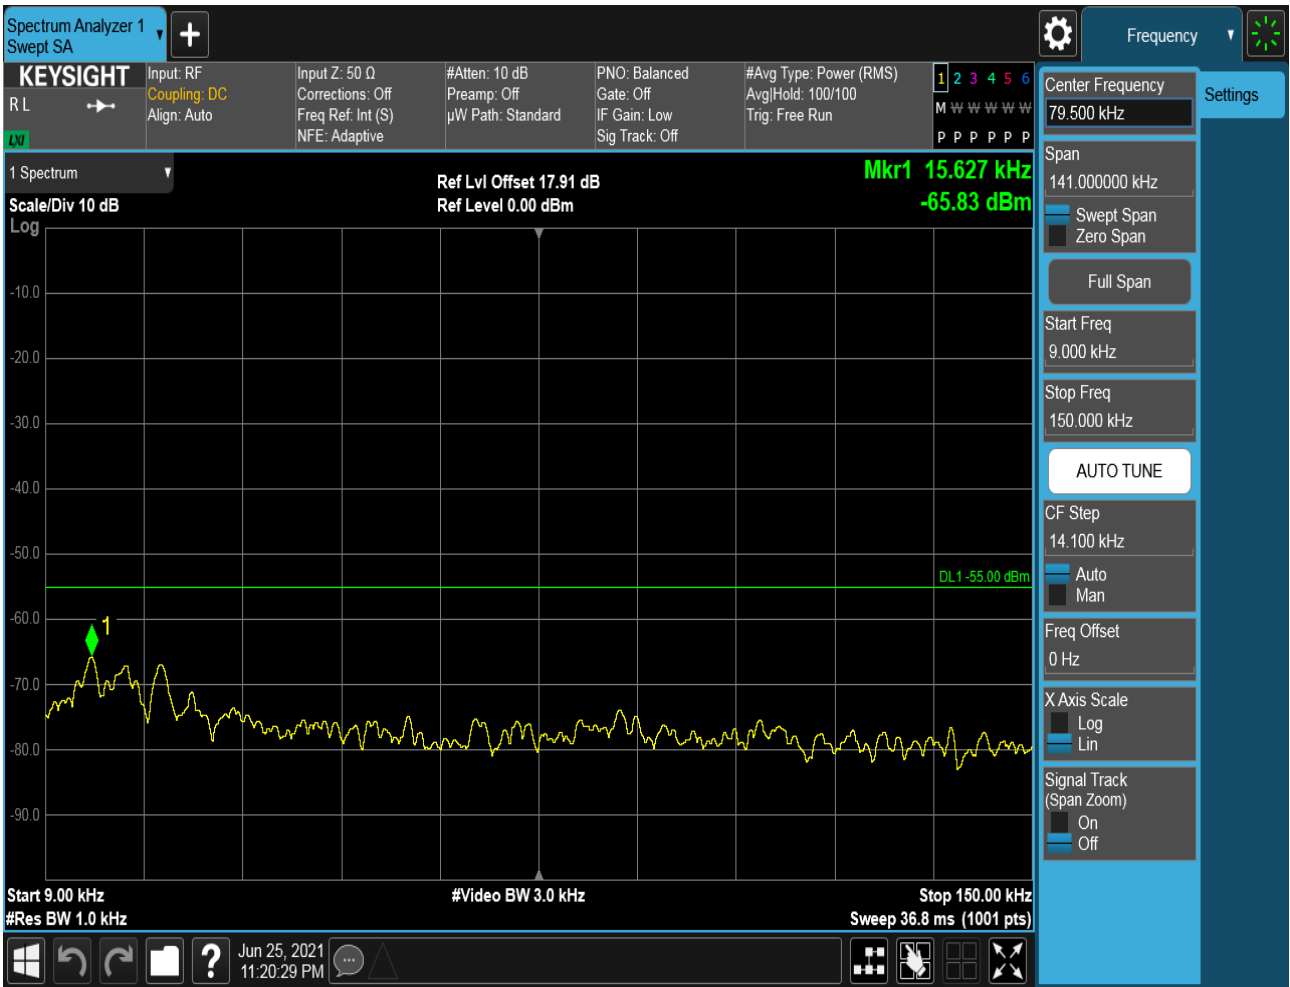 Spectrum Analyzer 1
Swept SA
+
Frequency
KEYSIGHT
R L
LXI
Input: RF
Coupling: DC
Align: Auto
Input Z: 50 Ω
Corrections: Off
Freq Ref: Int (S)
NFE: Adaptive
#Atten: 10 dB
Preamp: Off
µW Path: Standard
PNO: Balanced
Gate: Off
IF Gain: Low
Sig Track: Off
#Avg Type: Power (RMS)
Avg|Hold: 100/100
Trig: Free Run
1 2 3 4 5 6
M W W W W W
P P P P P P
1 Spectrum
Scale/Div 10 dB
Log
Ref Lvl Offset 17.91 dB
Ref Level 0.00 dBm
Mkr1 15.627 kHz
-65.83 dBm
-10.0
-20.0
-30.0
-40.0
-50.0
DL1 -55.00 dBm
-60.0
1
-70.0
-80.0
-90.0
Start 9.00 kHz
#Res BW 1.0 kHz
#Video BW 3.0 kHz
Stop 150.00 kHz
Sweep 36.8 ms (1001 pts)
Center Frequency
79.500 kHz
Settings
Span
141.000000 kHz
Swept Span
Zero Span
Full Span
Start Freq
9.000 kHz
Stop Freq
150.000 kHz
AUTO TUNE
CF Step
14.100 kHz
Auto
Man
Freq Offset
0 Hz
X Axis Scale
Log
Lin
Signal Track
(Span Zoom)
On
Off
?
Jun 25, 2021
11:20:29 PM